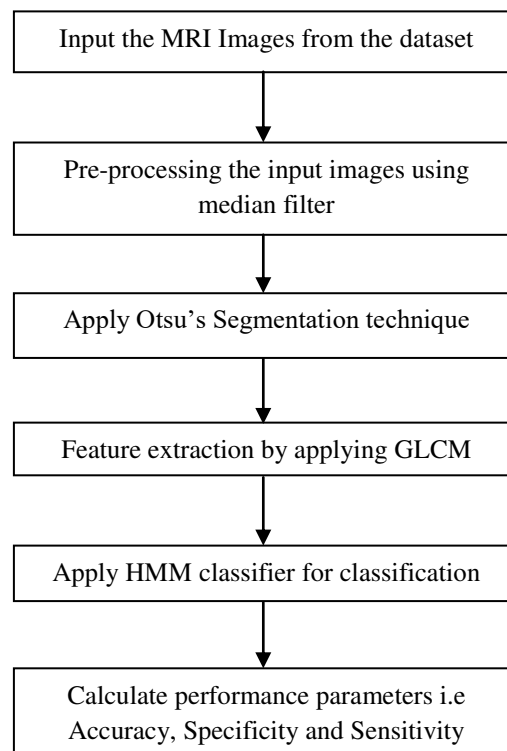 Input the MRI Images from the dataset
Pre-processing the input images using
median filter
Apply Otsu’s Segmentation technique
Feature extraction by applying GLCM
Apply HMM classifier for classification
Calculate performance parameters i.e
Accuracy, Specificity and Sensitivity